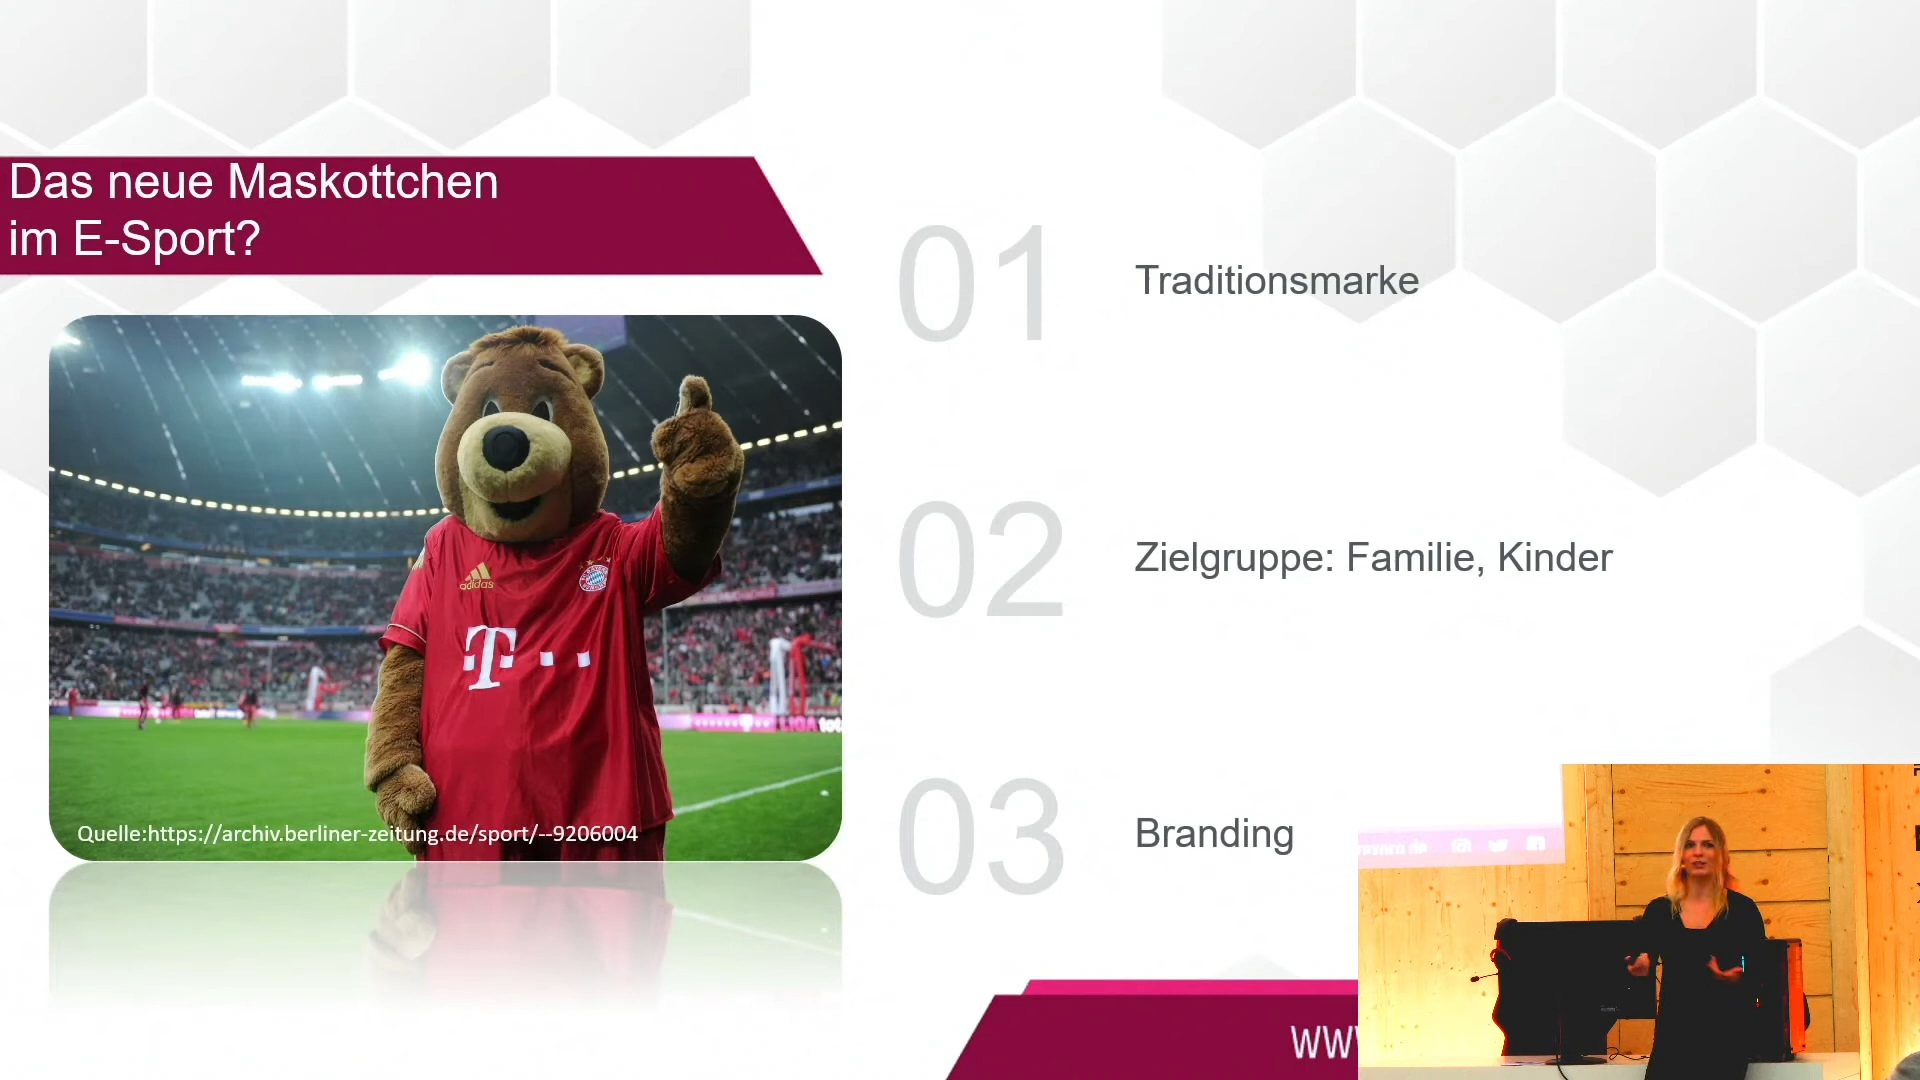 Das neue Maskottchen
im E-Sport?
01
Traditionsmarke
02
Zielgruppe: Familie, Kinder
03
Branding
adidas
T
Quelle:https://archiv.berliner-zeitung.de/sport/--9206004